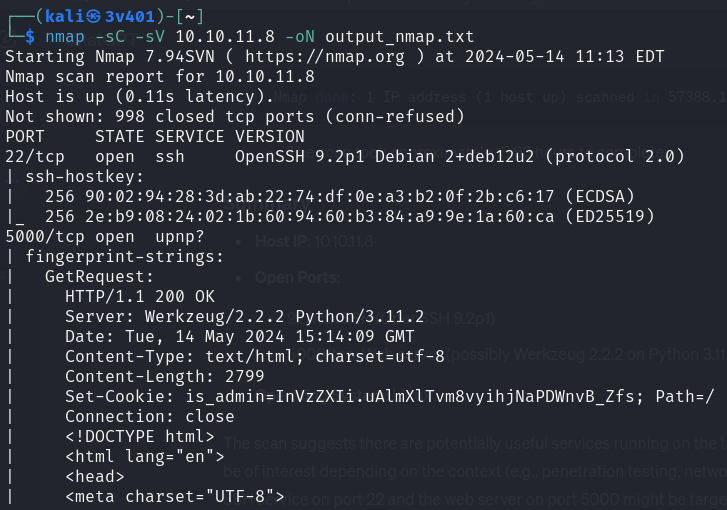 ┌──(kali㉿3v401)-[~]
└─$ nmap -sC -sV 10.10.11.8 -oN output_nmap.txt
Starting Nmap 7.94SVN ( https://nmap.org ) at 2024-05-14 11:13 EDT
Nmap scan report for 10.10.11.8
Host is up (0.11s latency).
Nmap done: 1 IP address (1 host up) scanned in 57388.1
Not shown: 998 closed tcp ports (conn-refused)
PORT     STATE SERVICE VERSION
22/tcp   open  ssh     OpenSSH 9.2p1 Debian 2+deb12u2 (protocol 2.0)
| ssh-hostkey:
|   256 90:02:94:28:3d:ab:22:74:df:0e:a3:b2:0f:2b:c6:17 (ECDSA)
|_  256 2e:b9:08:24:02:1b:60:94:60:b3:84:a9:9e:1a:60:ca (ED25519)
5000/tcp open  upnp?
• Host IP: 10.10.11.8
| fingerprint-strings:
|   GetRequest:
• Open Ports:
|     HTTP/1.1 200 OK
|     Server: Werkzeug/2.2.2 Python/3.11.2
SSH 9.2p1)
|     Date: Tue, 14 May 2024 15:14:09 GMT
|     Content-Type: text/html; charset=utf-8
(possibly Werkzeug 2.2.2 on Python 3.11
|     Content-Length: 2799
|     Set-Cookie: is_admin=InVzZXIi.uAlmXlTvm8vyihjNaPDWnvB_Zfs; Path=/
|     Connection: close
|     <!DOCTYPE html>
The scan suggests there are potentially useful services running on the t
|     <html lang="en">
|     <head>
be of interest depending on the context (e.g., penetration testing, netwo
|     <meta charset="UTF-8">
service on port 22 and the web server on port 5000 might be targe